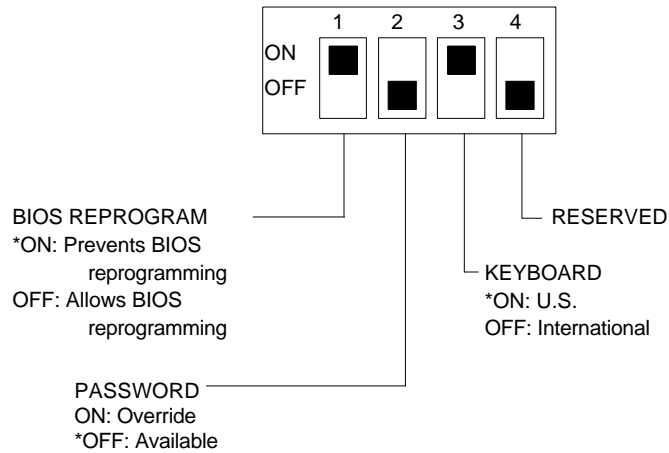 1 2 3 4
ON
OFF
BIOS REPROGRAM
*ON: Prevents BIOS
reprogramming
OFF: Allows BIOS
reprogramming
RESERVED
KEYBOARD
*ON: U.S.
OFF: International
PASSWORD
ON: Override
*OFF: Available